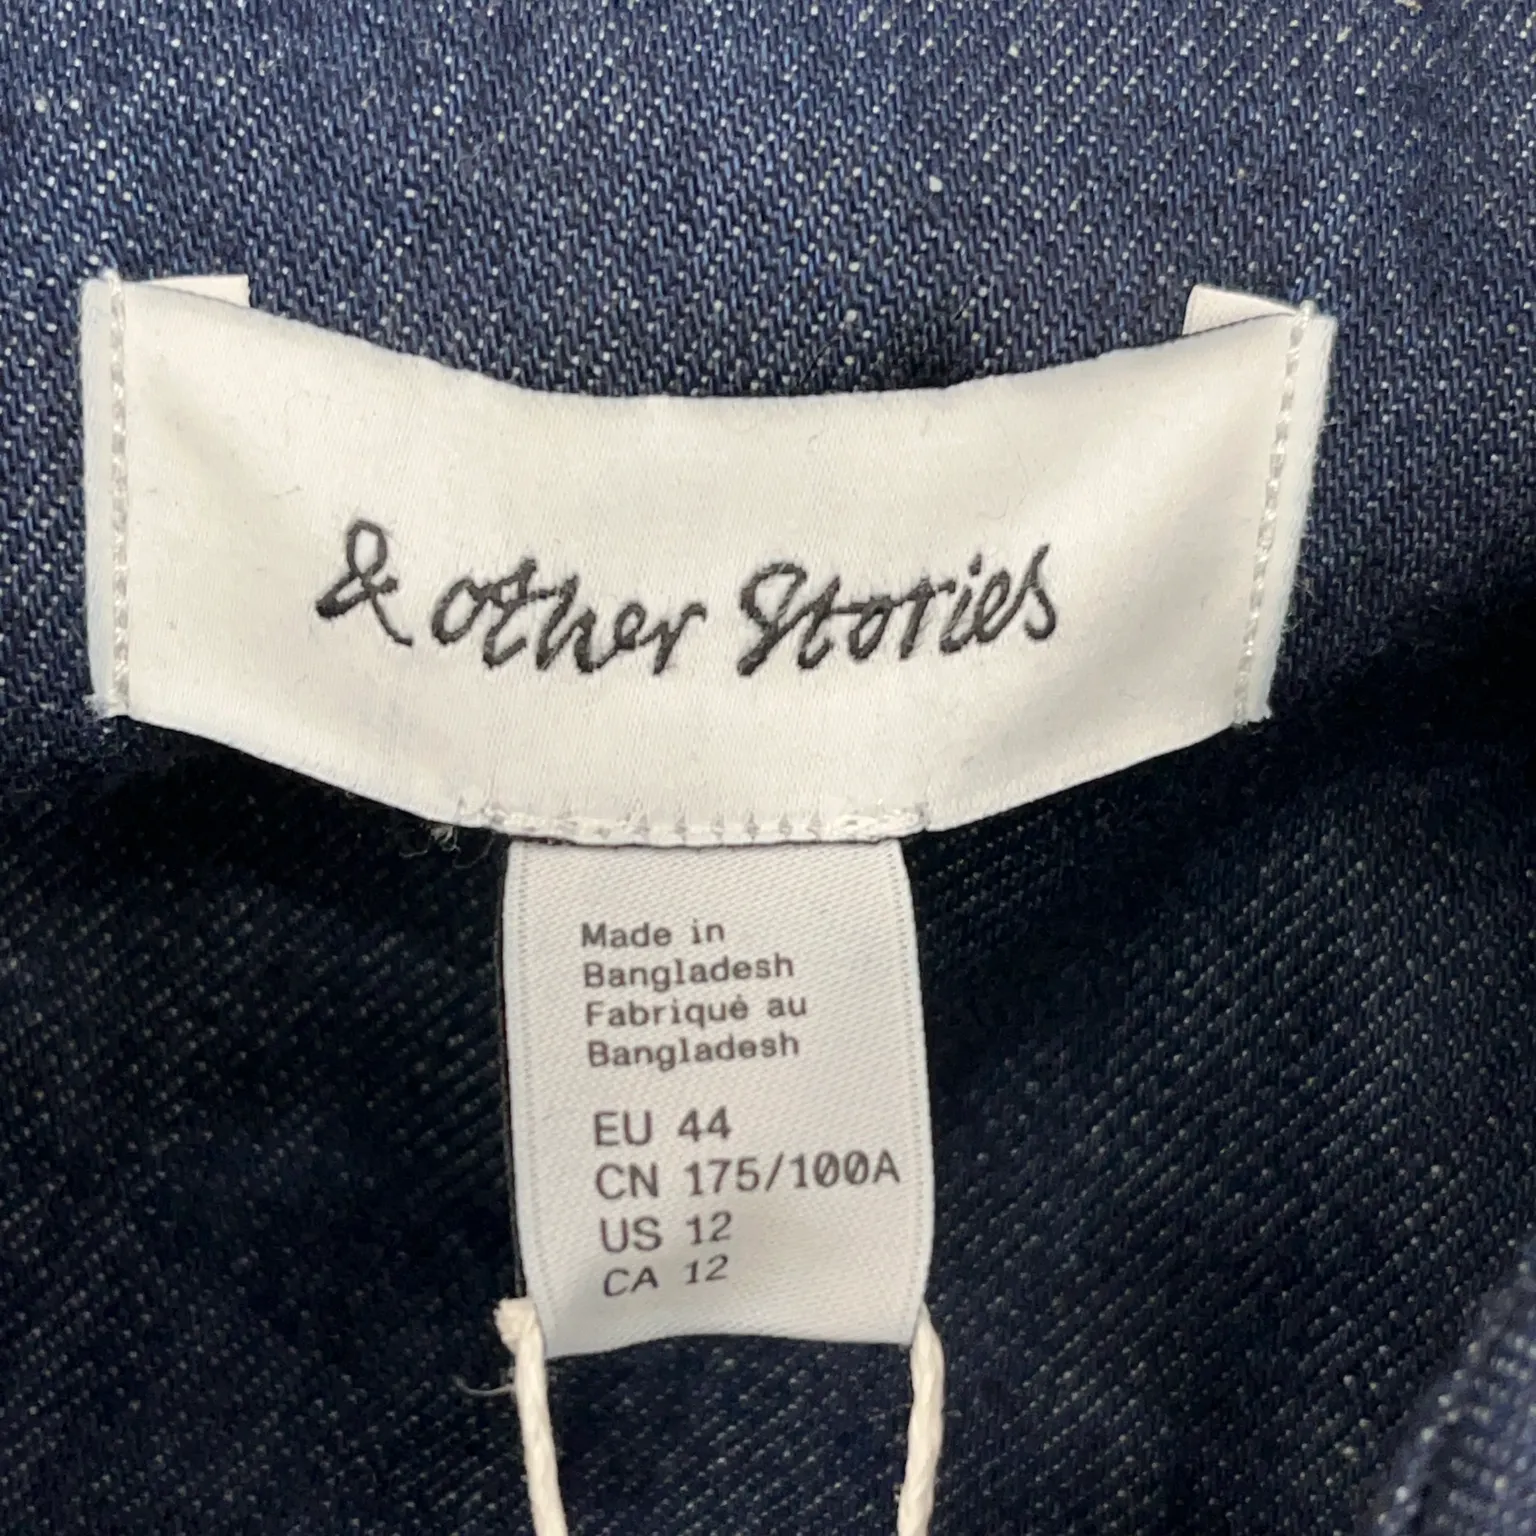 & other Stories
Made in
Bangladesh
Fabriqué au
Bangladesh
EU 44
CN 175/100A
US 12
CA 12